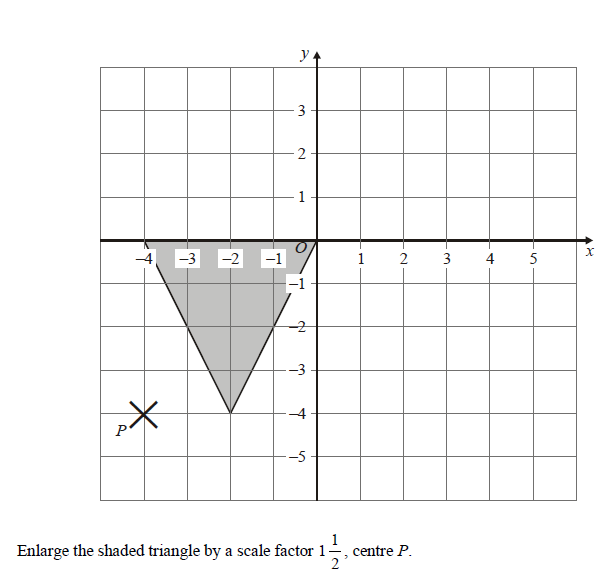 y
3
2
1
O
–4 –3 –2 –1 1 2 3 4 5 x
–1
–2
–3
–4
P
–5
Enlarge the shaded triangle by a scale factor 1 1/2, centre P.